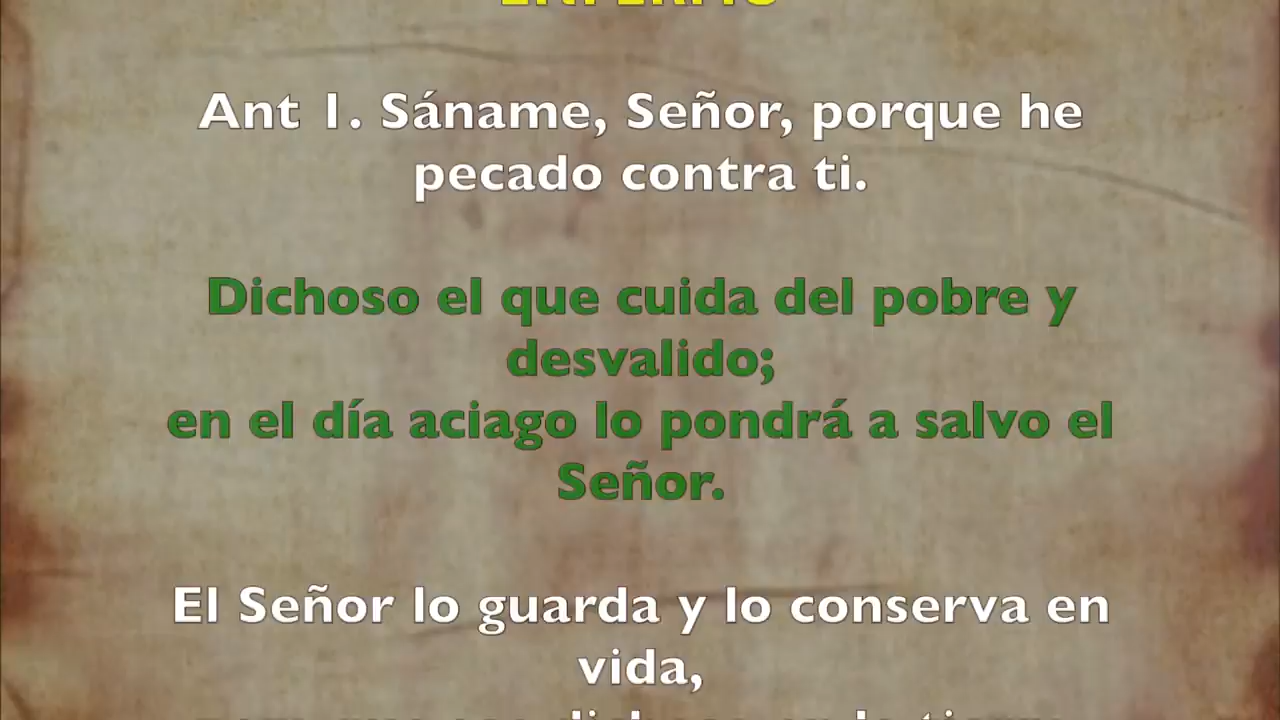 Ant 1. Sáname, Señor, porque he
pecado contra ti.
Dichoso el que cuida del pobre y
desvalido;
en el día aciago lo pondrá a salvo el
Señor.
El Señor lo guarda y lo conserva en
vida,